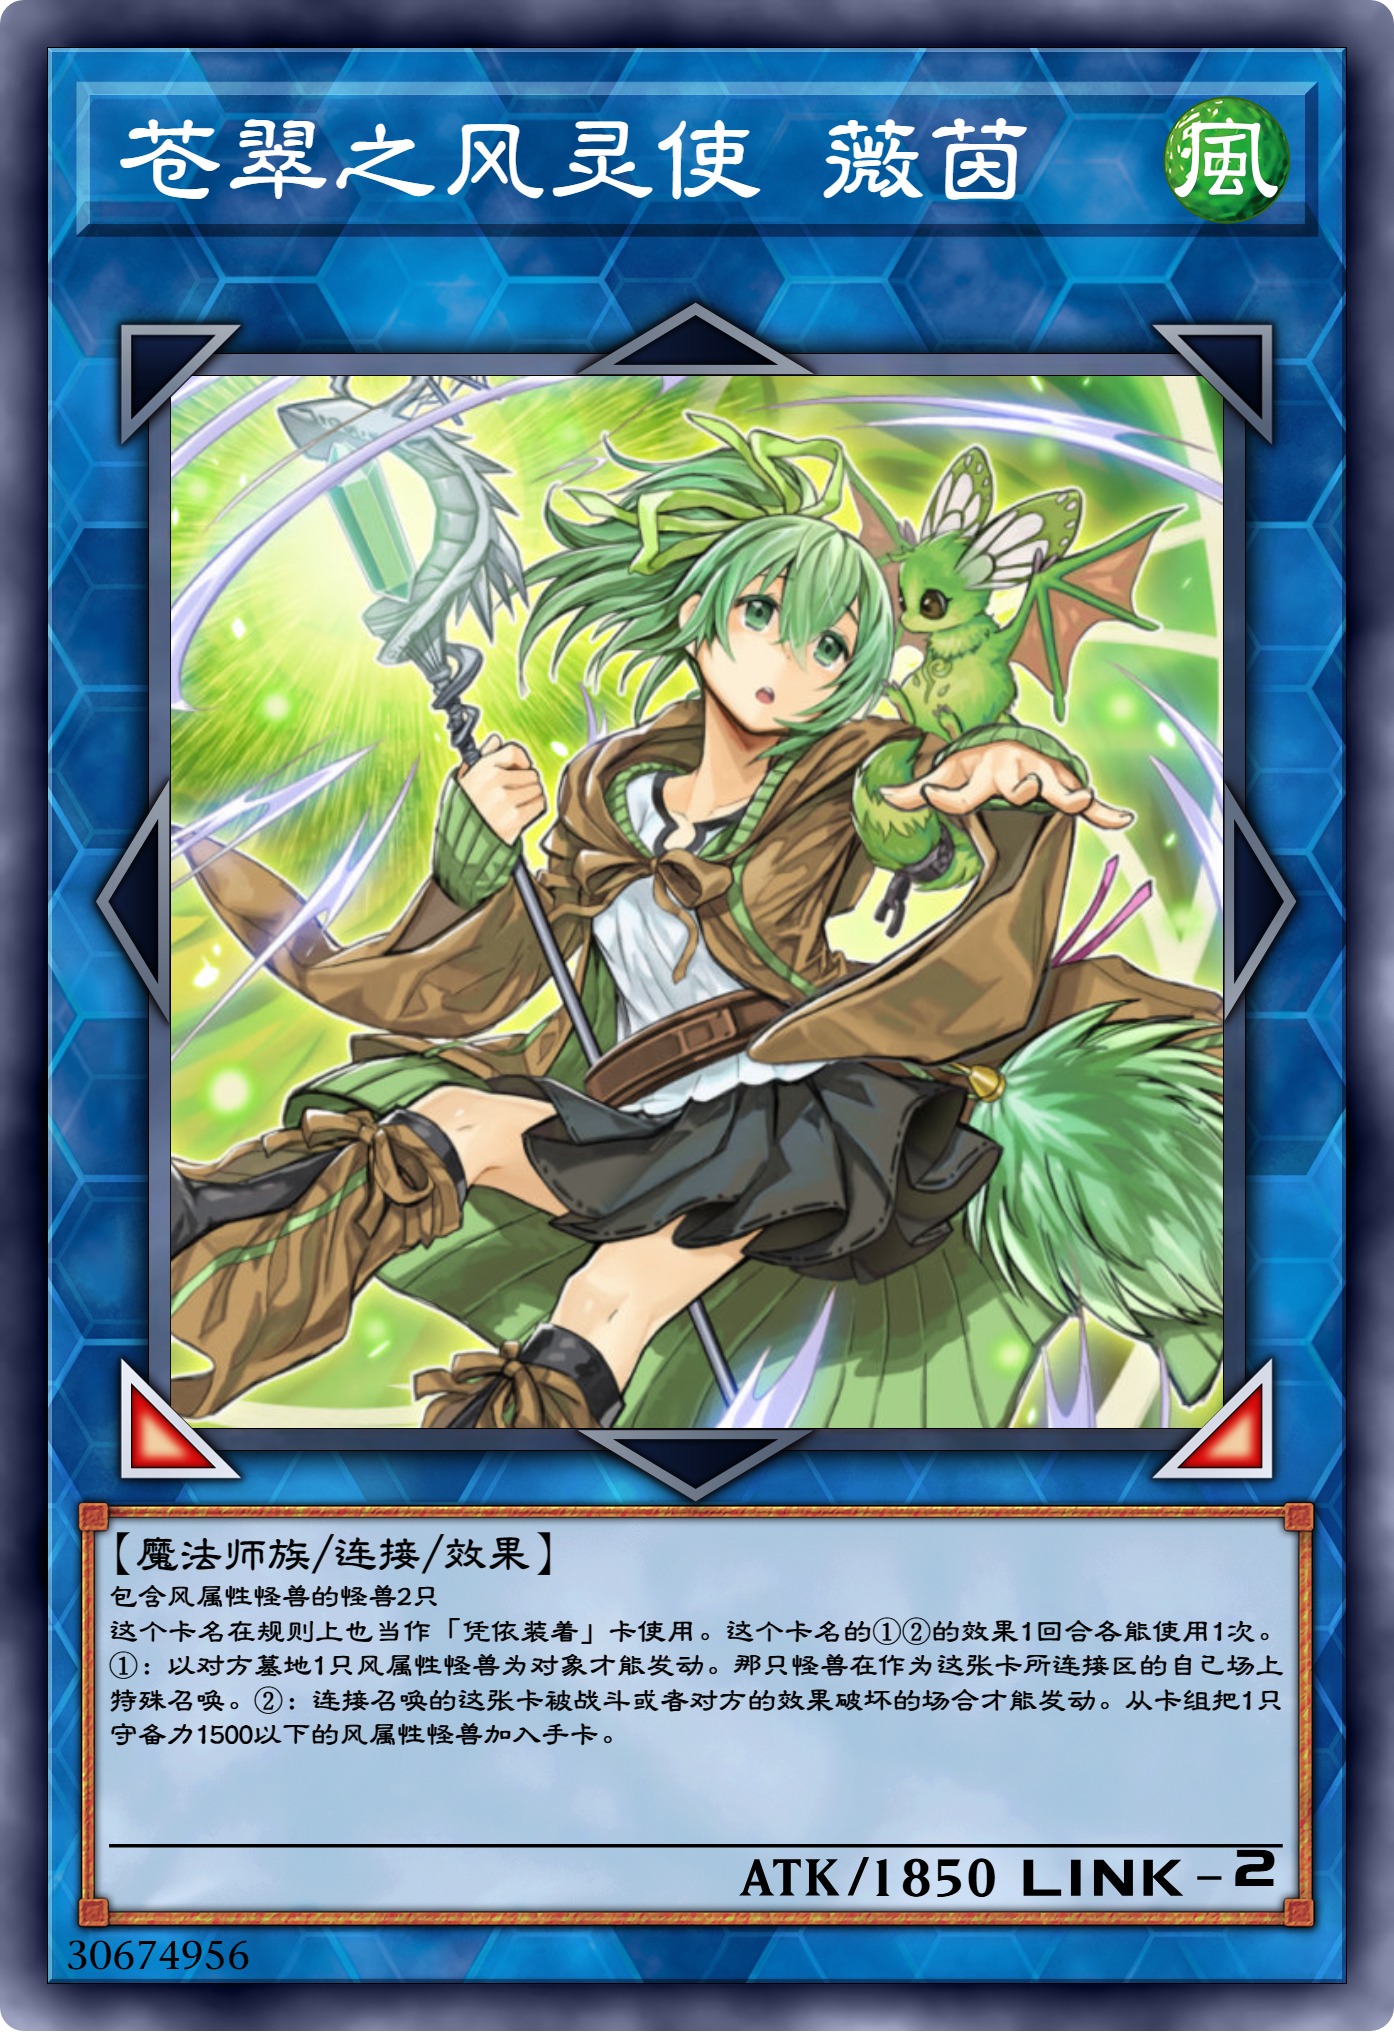 苍翠之风灵使 薇茵
風
【魔法师族/连接/效果】
包含风属性怪兽的怪兽2只
这个卡名在规则上也当作「凭依装着」卡使用。这个卡名的①②的效果1回合各能使用1次。
①：以对方墓地1只风属性怪兽为对象才能发动。那只怪兽在作为这张卡所连接区的自己场上
特殊召唤。②：连接召唤的这张卡被战斗或者对方的效果破坏的场合才能发动。从卡组把1只
守备力1500以下的风属性怪兽加入手卡。
ATK/1850 LINK-2
30674956